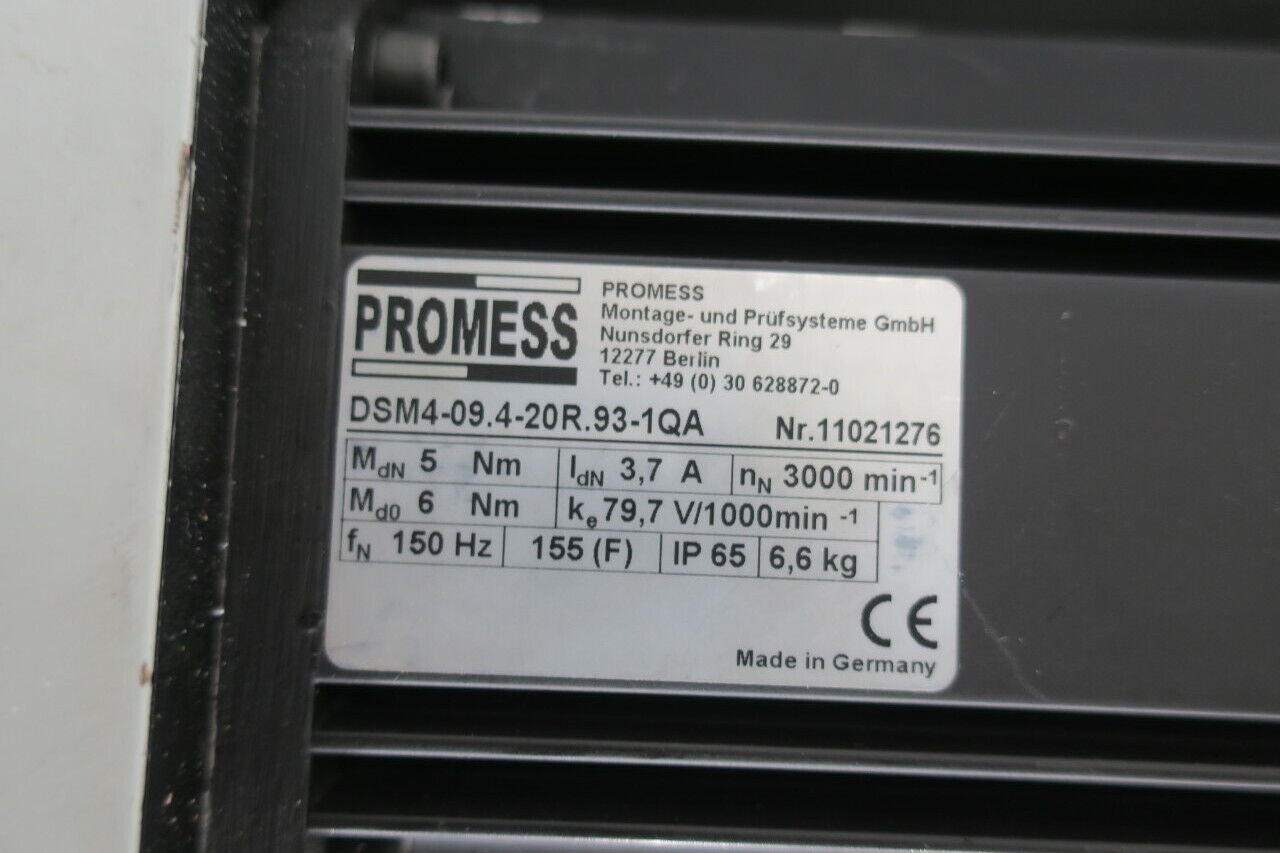 PROMESS
PROMESS
Montage- und Prüfsysteme GmbH
Nunsdorfer Ring 29
12277 Berlin
Tel.: +49 (0) 30 628872-0
DSM4-09.4-20R.93-1QA Nr.11021276
MdN 5 Nm IdN 3,7 A nN 3000 min-1
Md0 6 Nm ke 79,7 V/1000min -1
fN 150 Hz 155 (F) IP 65 6,6 kg
CE
Made in Germany